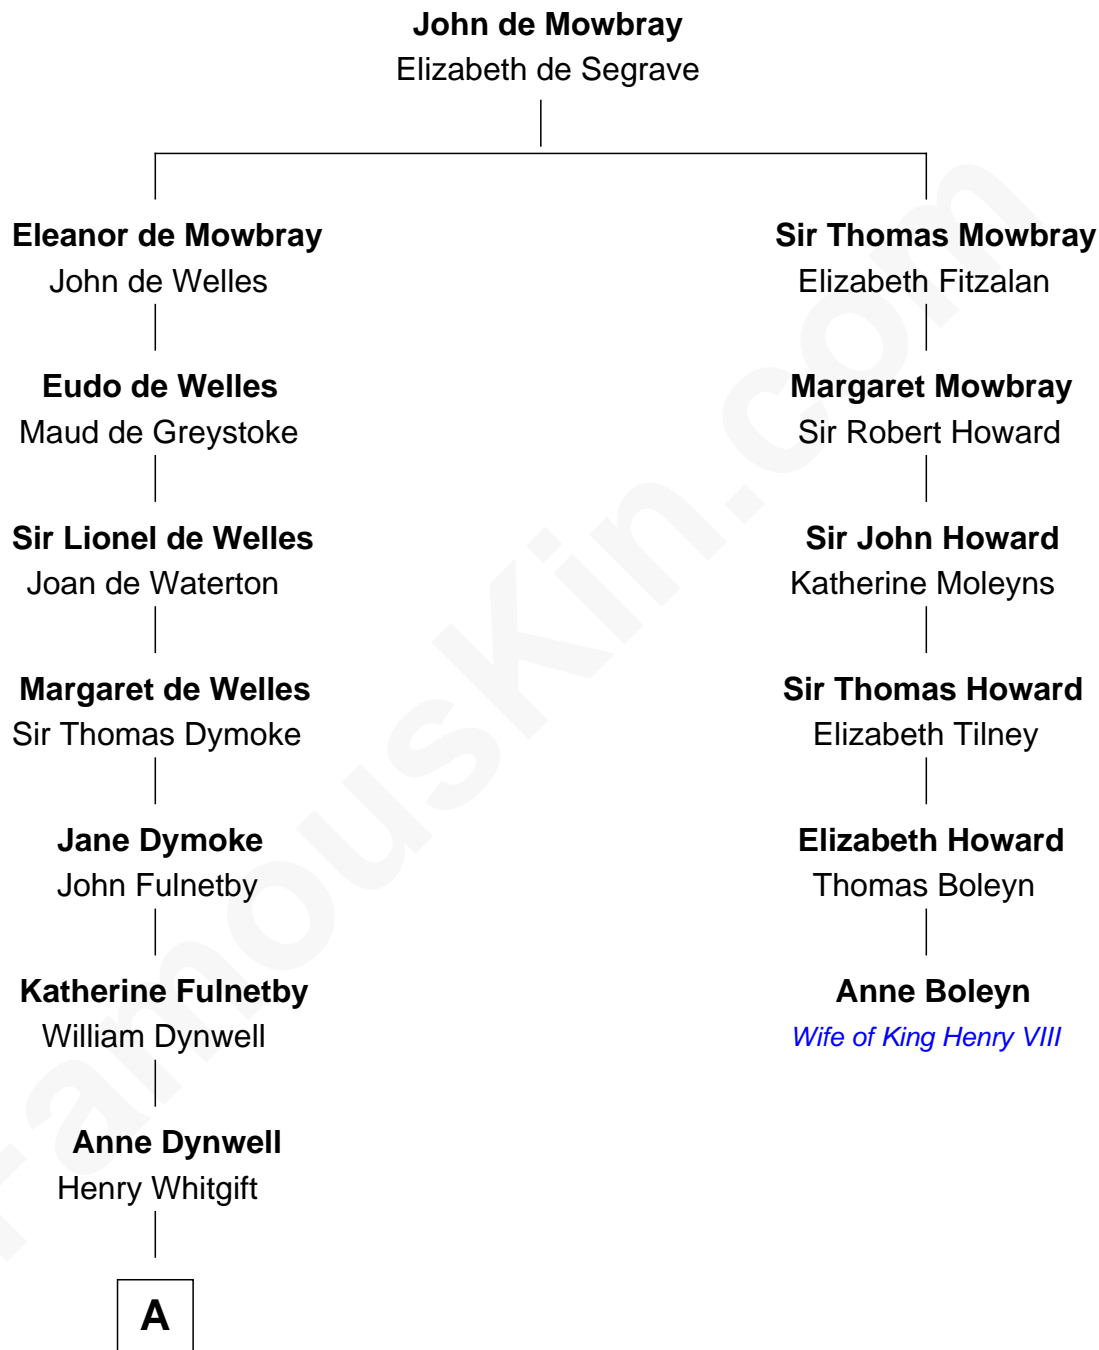 John de Mowbray
Elizabeth de Segrave
Eleanor de Mowbray
John de Welles
Sir Thomas Mowbray
Elizabeth Fitzalan
Eudo de Welles
Maud de Greystoke
Margaret Mowbray
Sir Robert Howard
Sir Lionel de Welles
Joan de Waterton
Sir John Howard
Katherine Moleyns
Margaret de Welles
Sir Thomas Dymoke
Sir Thomas Howard
Elizabeth Tilney
Jane Dymoke
John Fulnetby
Elizabeth Howard
Thomas Boleyn
Katherine Fulnetby
William Dynwell
Anne Boleyn
Wife of King Henry VIII
Anne Dynwell
Henry Whitgift
A
FamousKin.com